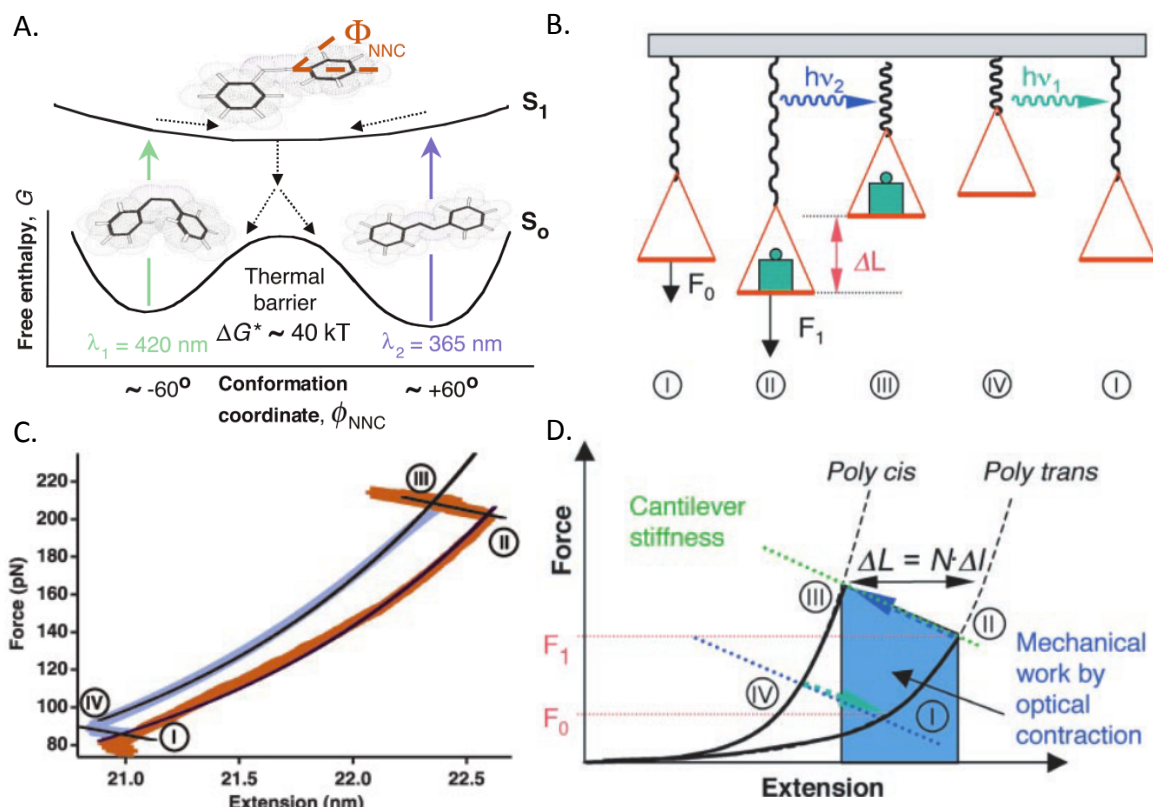 A.
Φ
NNC
S₁
S₀
Free enthalpy, G
Thermal
barrier
ΔG* ~ 40 kT
λ₁ = 420 nm
λ₂ = 365 nm
~ -60°
Conformation
coordinate, ϕNNC
~ +60°
B.
hν₂
hν₁
ΔL
F₀
F₁
I
II
III
IV
I
C.
Force (pN)
220
200
180
160
140
120
100
80
III
II
IV
I
21.0
21.5
22.0
22.5
Extension (nm)
D.
Force
Poly cis
Poly trans
Cantilever
stiffness
ΔL = N·Δl
III
II
F₁
Mechanical
work by
optical
contraction
IV
F₀
I
Extension